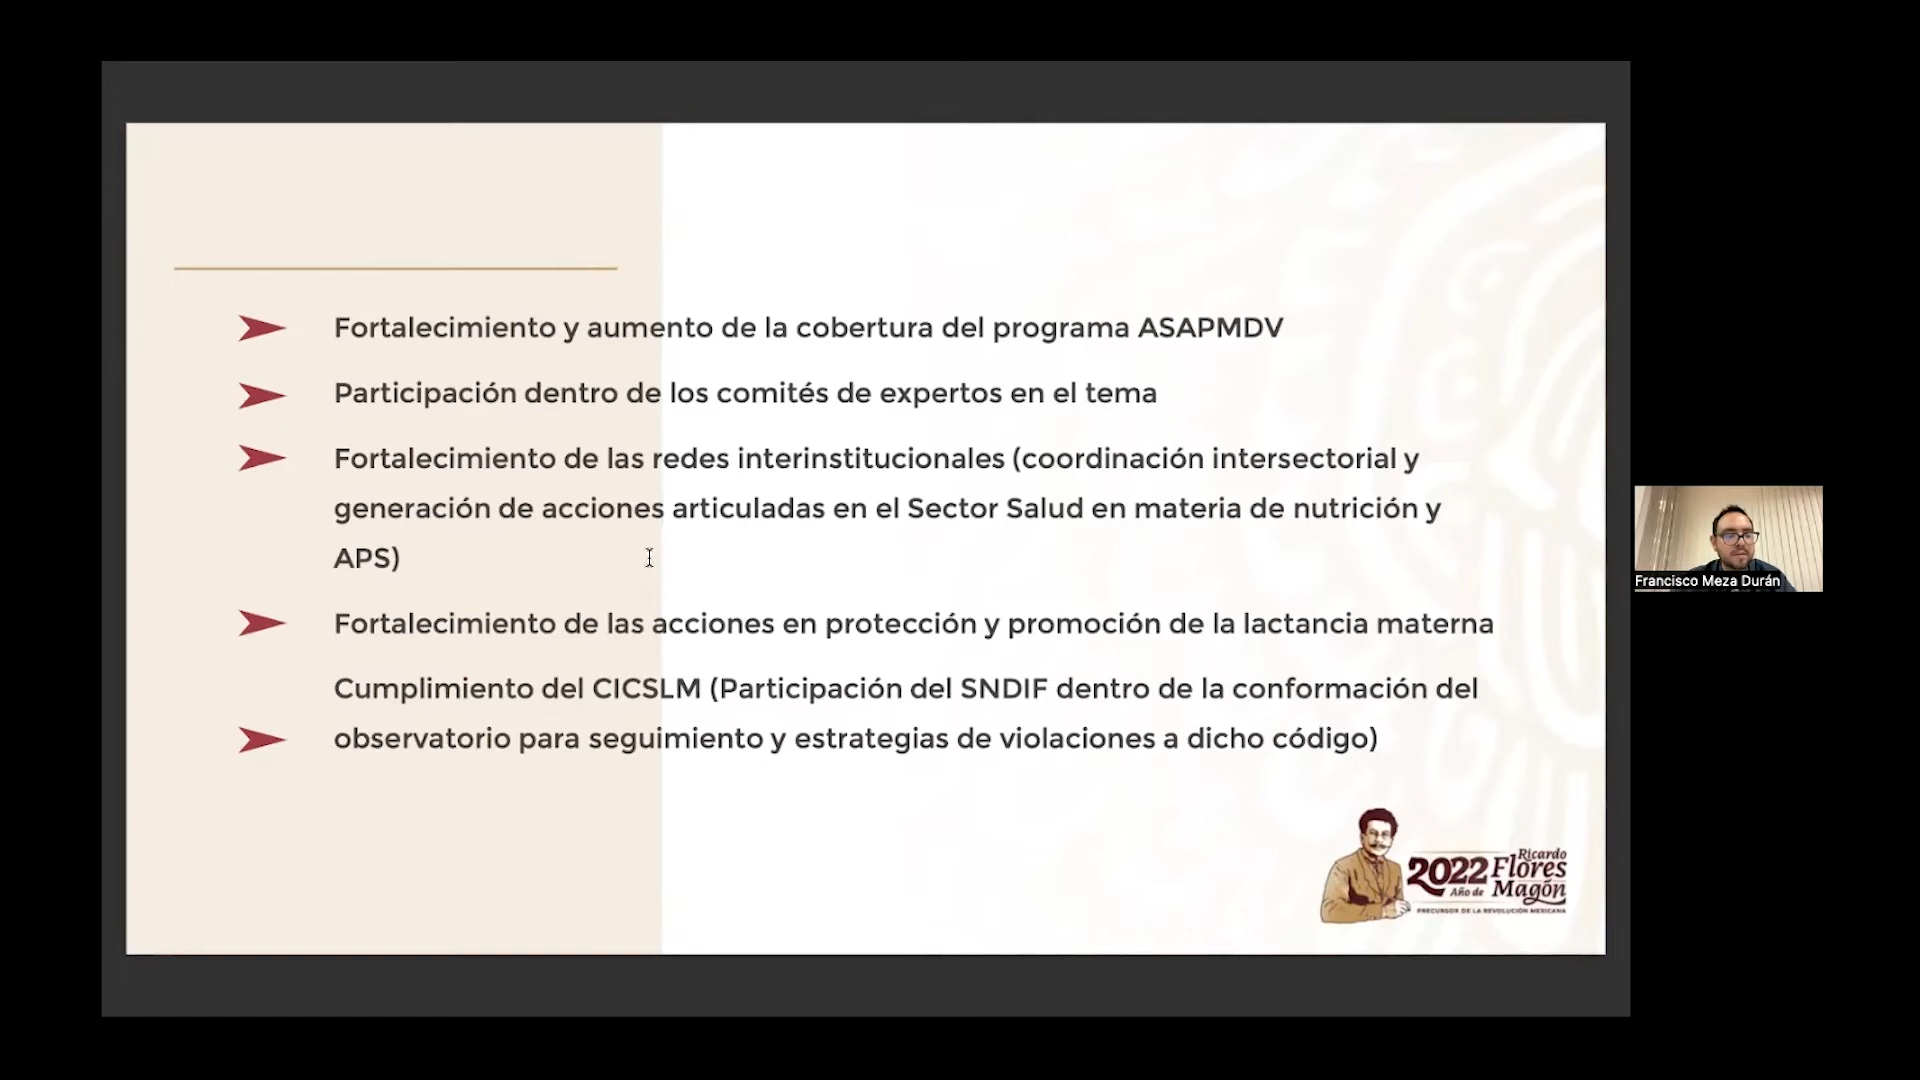 Fortalecimiento y aumento de la cobertura del programa ASAPMDV
Participación dentro de los comités de expertos en el tema
Fortalecimiento de las redes interinstitucionales (coordinación intersectorial y
generación de acciones articuladas en el Sector Salud en materia de nutrición y
APS)
Fortalecimiento de las acciones en protección y promoción de la lactancia materna
Cumplimiento del CICSLM (Participación del SNDIF dentro de la conformación del
observatorio para seguimiento y estrategias de violaciones a dicho código)
Francisco Meza Durán
2022 Año de
Ricardo
Flores
Magón
PRECURSOR DE LA REVOLUCIÓN MEXICANA